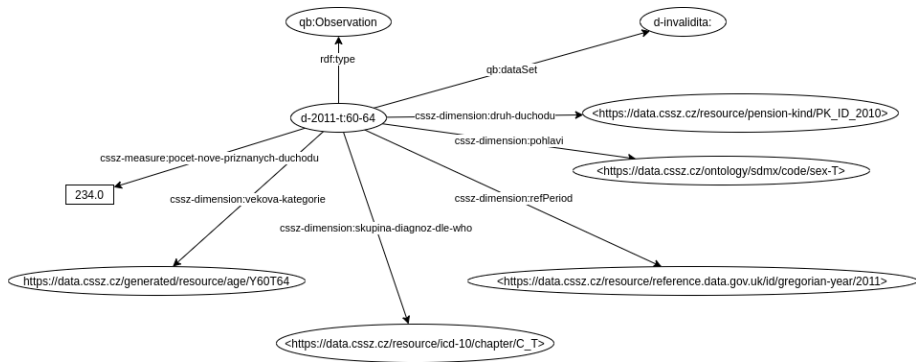 qb:Observation
d-invalidita:
rdf:type
qb:dataSet
d-2011-t:60-64
cssz-dimension:druh-duchodu
<https://data.cssz.cz/resource/pension-kind/PK_ID_2010>
cssz-dimension:pohlavi
cssz-measure:pocet-nove-priznanych-duchodu
<https://data.cssz.cz/ontology/sdmx/code/sex-T>
234.0
cssz-dimension:vekova-kategorie
cssz-dimension:refPeriod
cssz-dimension:skupina-diagnoz-dle-who
https://data.cssz.cz/generated/resource/age/Y60T64
<https://data.cssz.cz/resource/reference.data.gov.uk/id/gregorian-year/2011>
<https://data.cssz.cz/resource/icd-10/chapter/C_T>